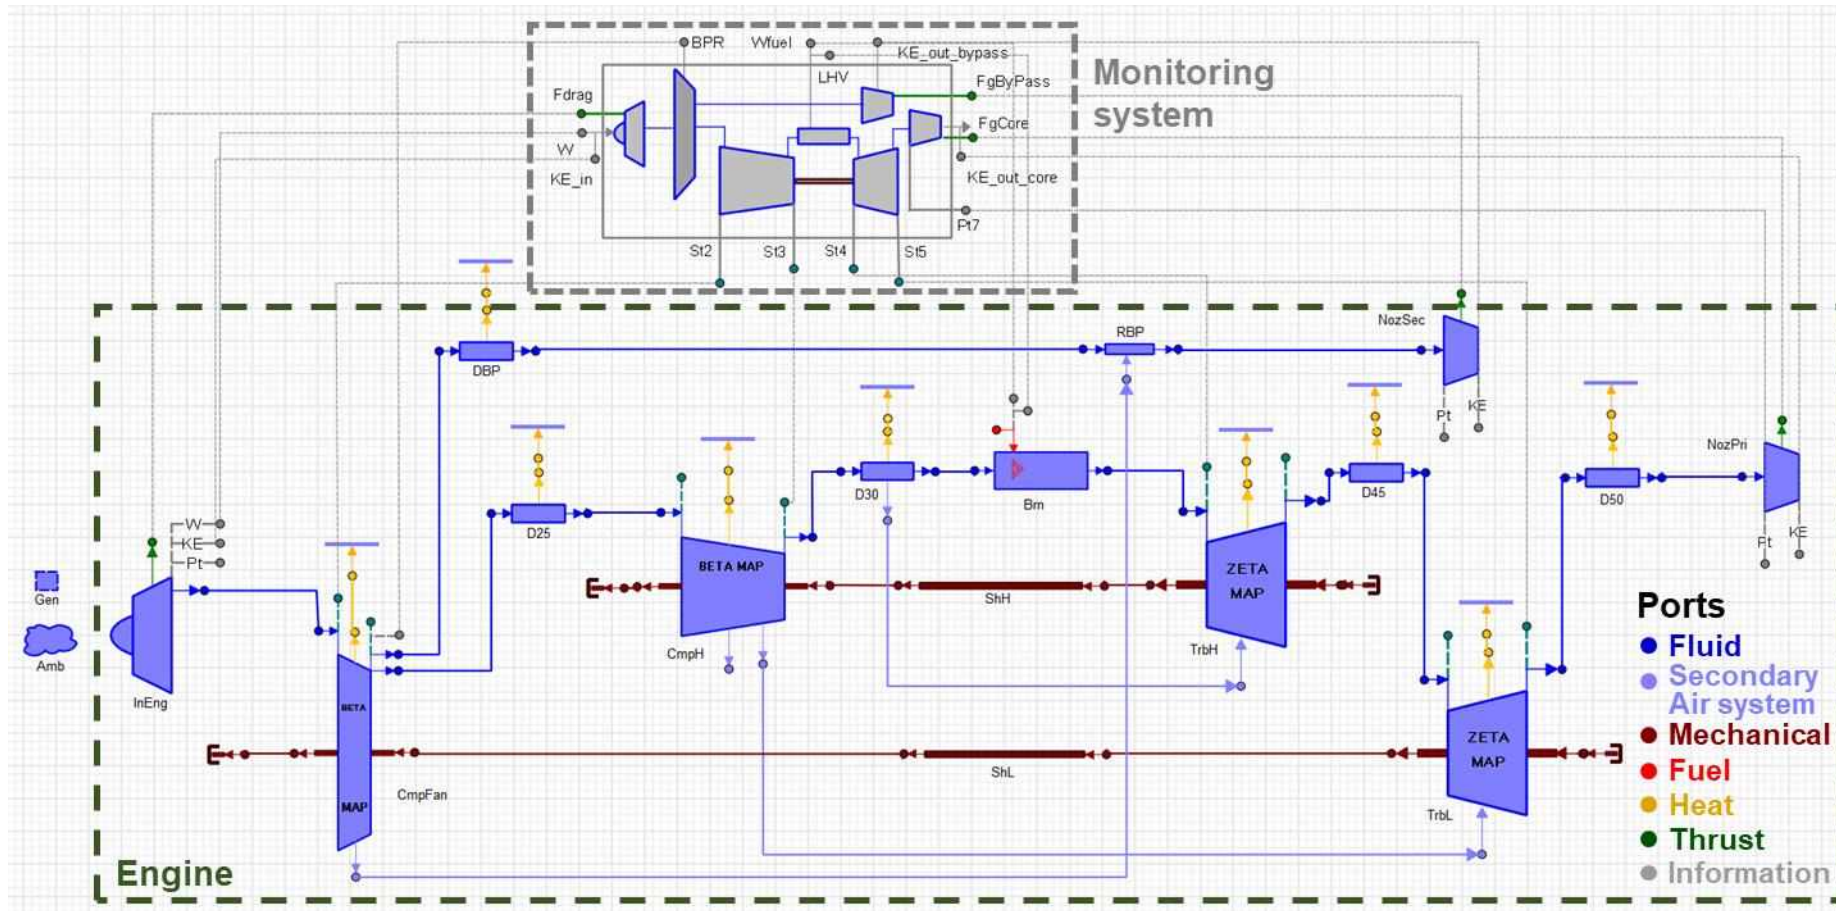 BPR
Wfuel
KE_out_bypass
LHV
FgByPass
Monitoring
system
Fdrag
FgCore
W
KE_in
KE_out_core
Pt7
St2
St3
St4
St5
NozSec
RBP
DBP
Pt
KE
NozPri
D25
D30
Brn
D45
D50
Pt
KE
W
KE
Pt
BETA MAP
ZETA
MAP
ShH
Gen
Amb
CmpH
TrbH
InEng
BETA
MAP
CmpFan
ShL
ZETA
MAP
TrbL
Engine
Ports
Fluid
Secondary
Air system
Mechanical
Fuel
Heat
Thrust
Information